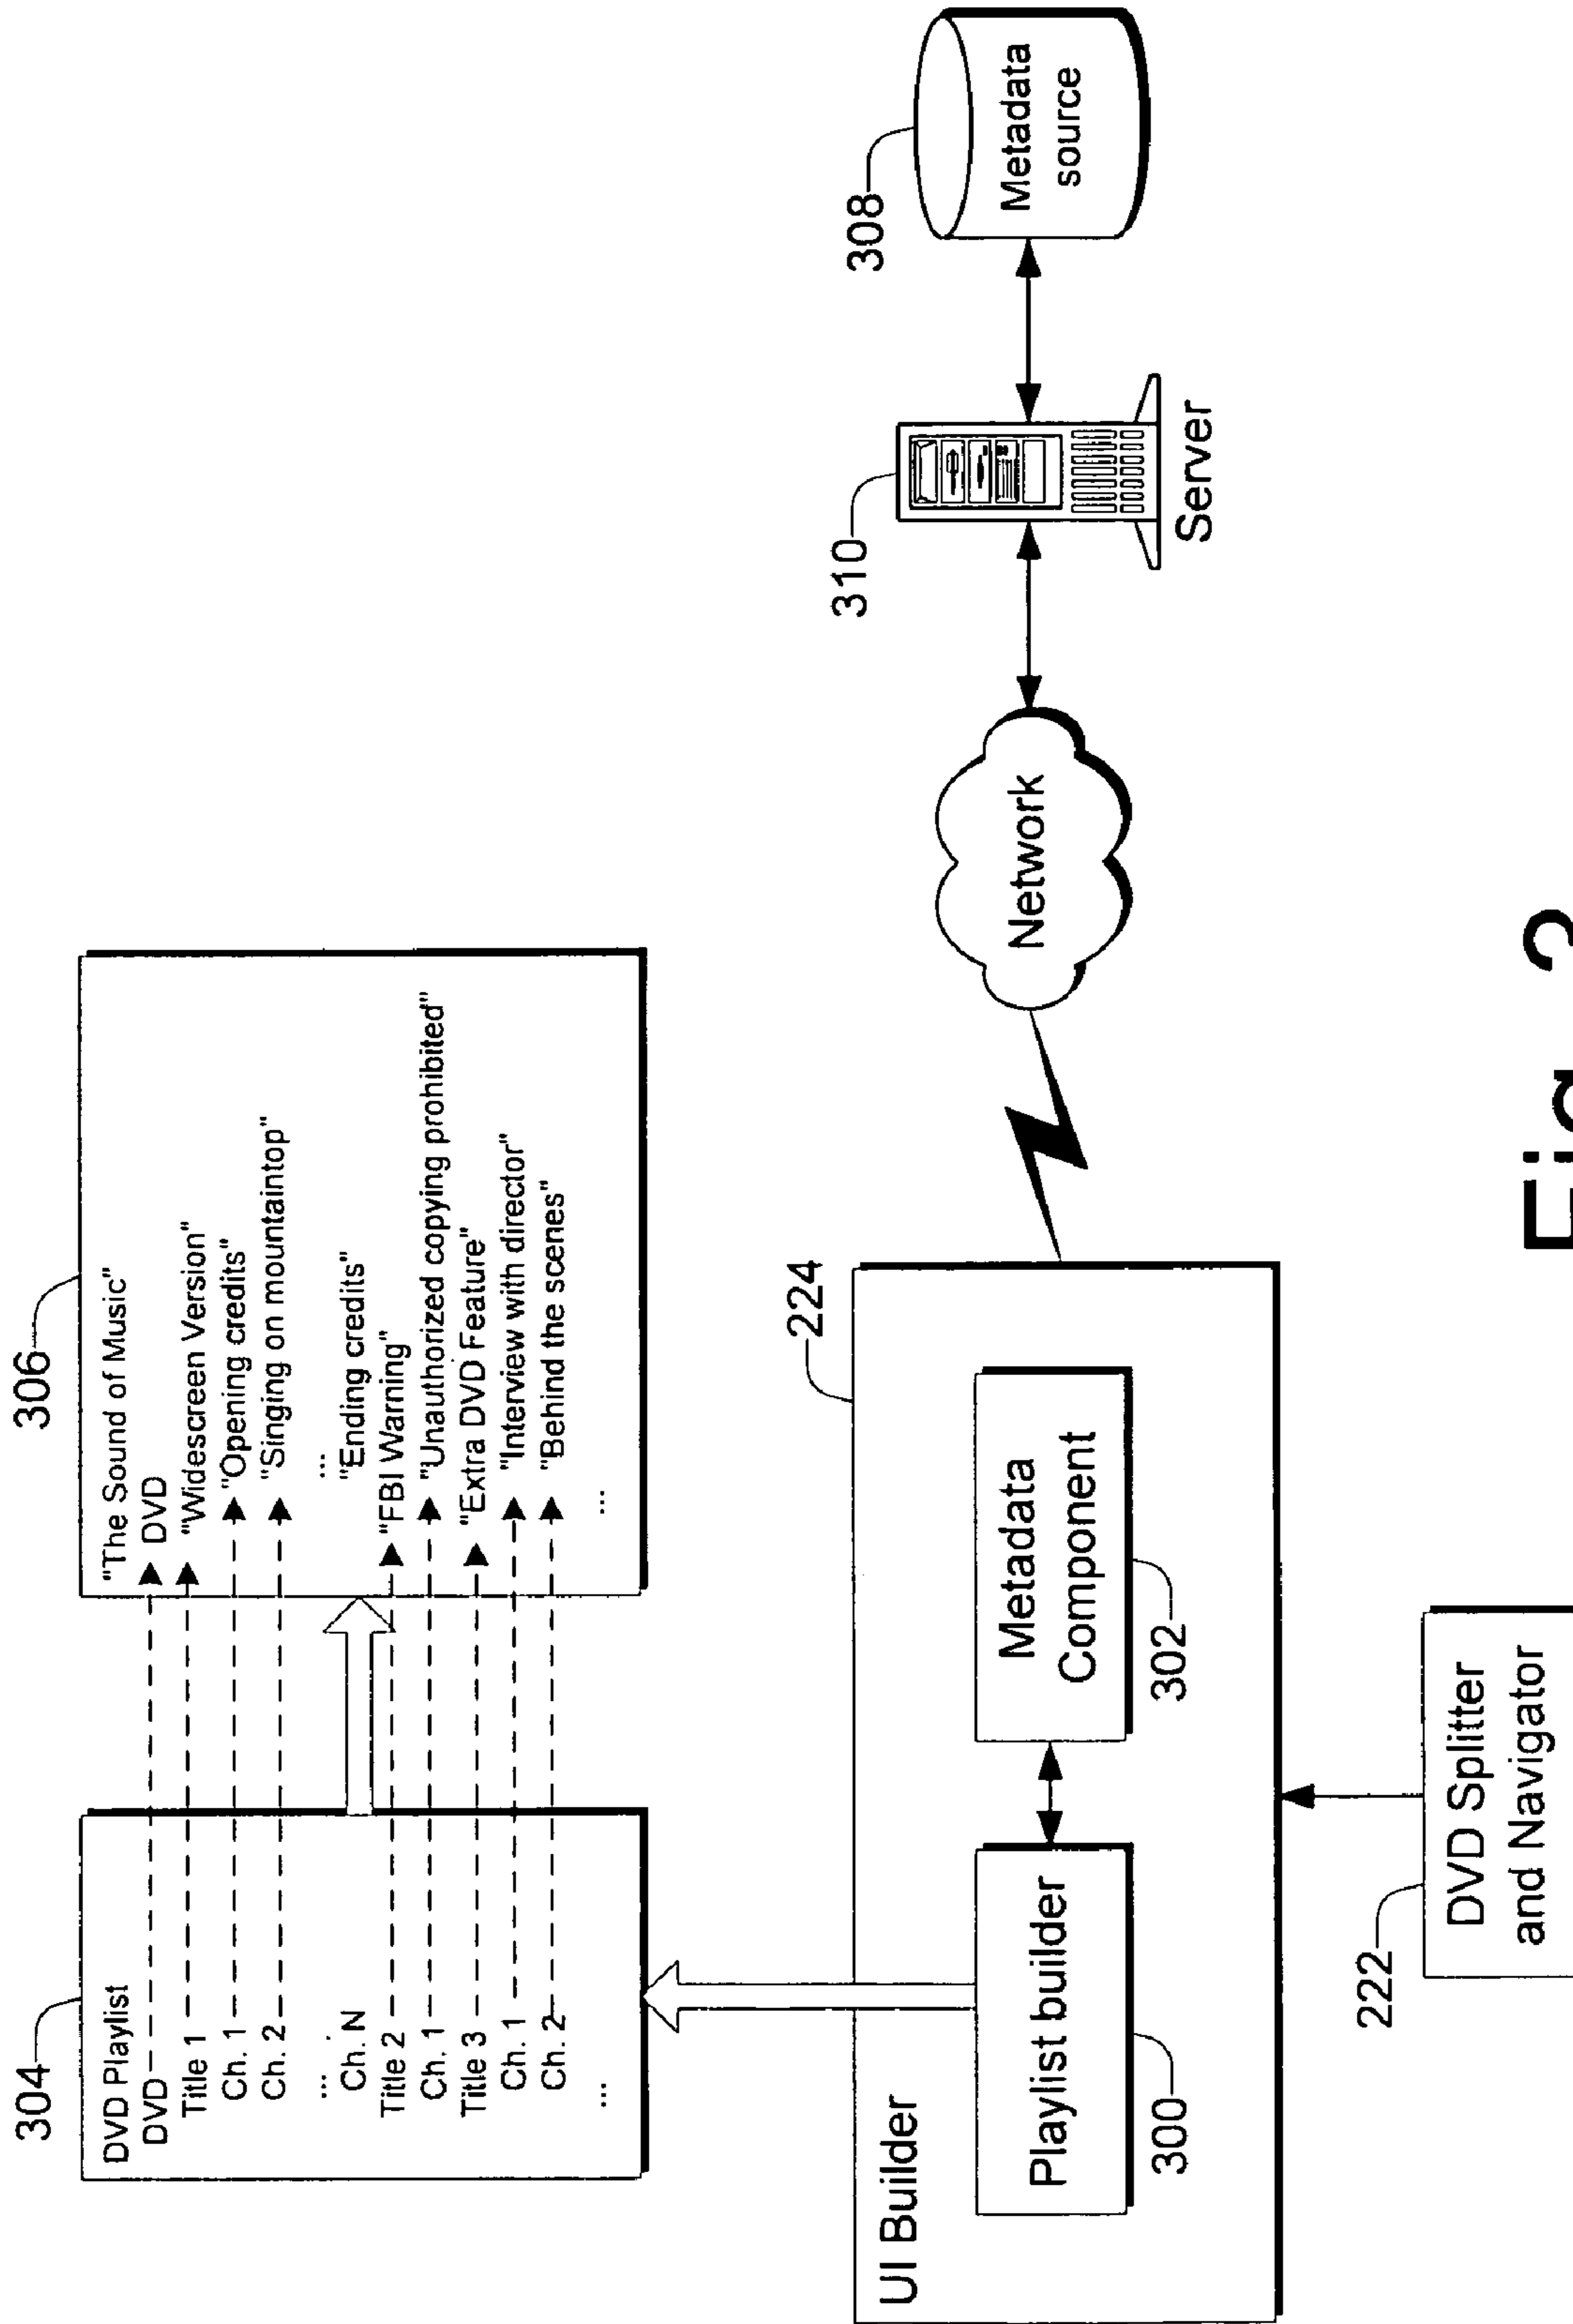 304
DVD Playlist
DVD
Title 1
Ch. 1
Ch. 2
...
Ch. N
Title 2
Ch. 1
Title 3
Ch. 1
Ch. 2
...
306
"The Sound of Music"
DVD
"Widescreen Version"
"Opening credits"
"Singing on mountaintop"
...
"Ending credits"
"FBI Warning"
"Unauthorized copying prohibited"
"Extra DVD Feature"
"Interview with director"
"Behind the scenes"
...
224
UI Builder
Playlist builder
300
Metadata
Component
302
Network
310
Server
308
Metadata
source
222
DVD Splitter
and Navigator